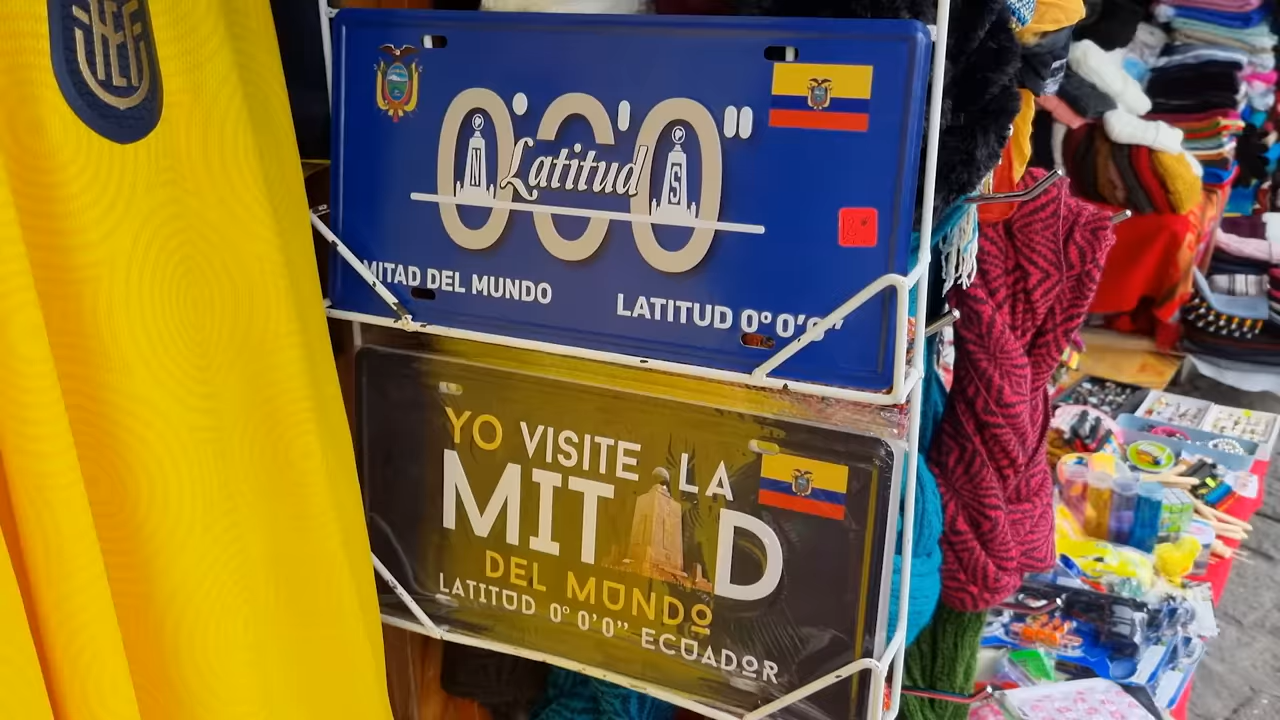 FEF
0°0'0"
Latitud
N
S
MITAD DEL MUNDO
LATITUD 0°0'0"
YO VISITE LA
MIT D
DEL MUNDO
LATITUD 0° 0'0" ECUADOR